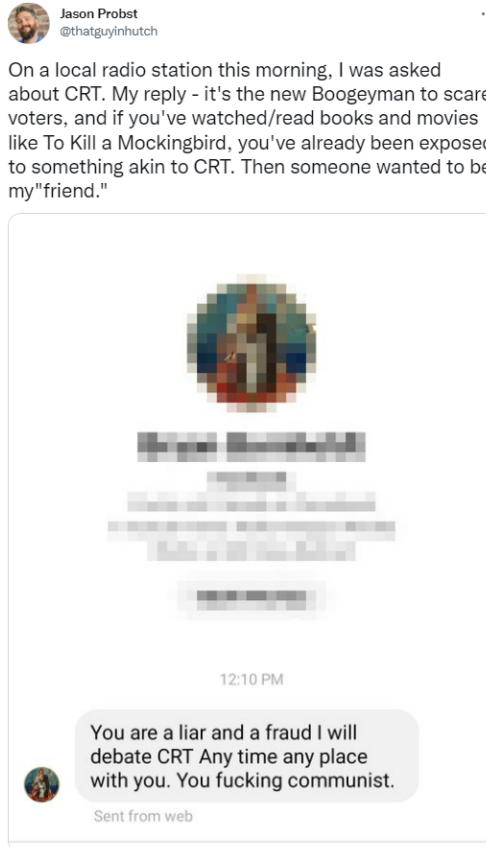 Jason Probst
@thatguyinhutch
On a local radio station this morning, I was asked
about CRT. My reply - it's the new Boogeyman to scare
voters, and if you've watched/read books and movies
like To Kill a Mockingbird, you've already been exposed
to something akin to CRT. Then someone wanted to be
my"friend."
12:10 PM
You are a liar and a fraud I will
debate CRT Any time any place
with you. You fucking communist.
Sent from web